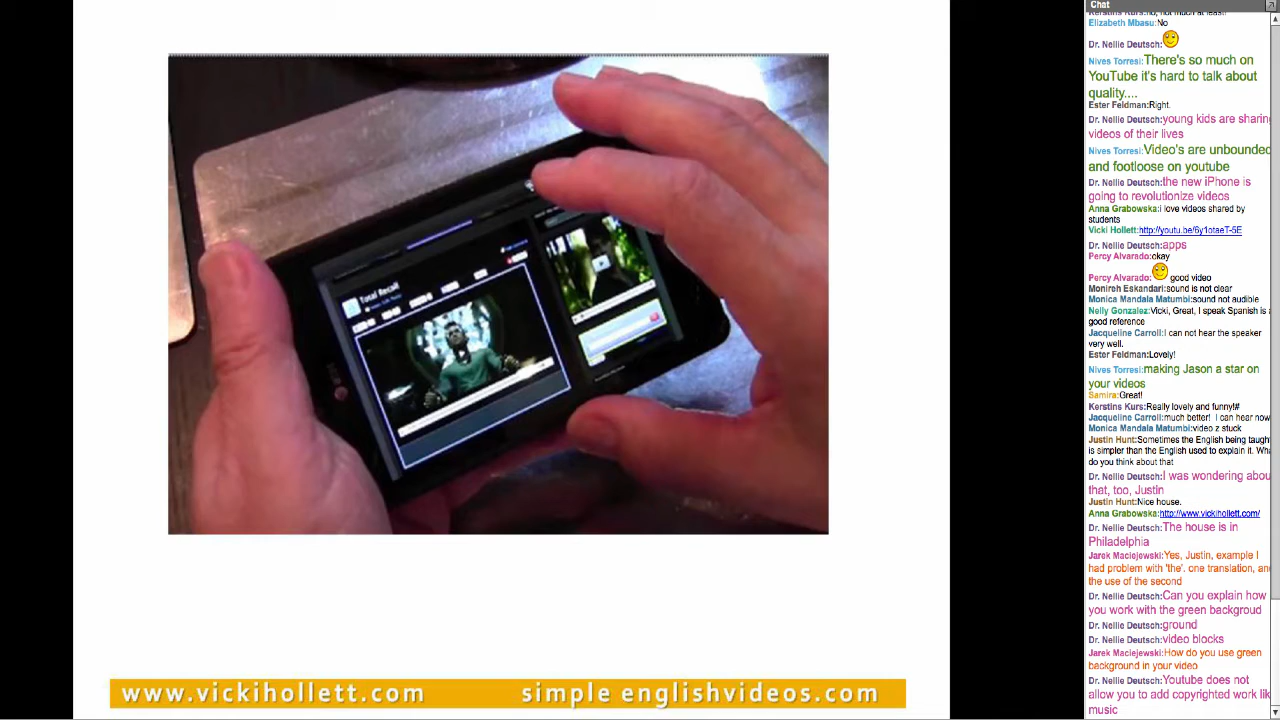 Total Recall
www.vickihollett.com simple englishvideos.com
Chat
Elizabeth Mbasu:No
Dr. Nellie Deutsch:
Nives Torresi:There's so much on
YouTube it's hard to talk about
quality....
Ester Feldman:Right.
Dr. Nellie Deutsch:young kids are sharing
videos of their lives
Nives Torresi:Video's are unbounded
and footloose on youtube
Dr. Nellie Deutsch:the new iPhone is
going to revolutionize videos
Anna Grabowska:i love videos shared by
students
Vicki Hollett:http://youtu.be/6y1otaeT-5E
Dr. Nellie Deutsch:apps
Percy Alvarado:okay
Percy Alvarado: good video
Monireh Eskandari:sound is not clear
Monica Mandala Matumbi:sound not audible
Nelly Gonzalez:Vicki, Great, I speak Spanish is a
good reference
Jacqueline Carroll:I can not hear the speaker
very well.
Ester Feldman:Lovely!
Nives Torresi:making Jason a star on
your videos
Samira:Great!
Kerstins Kurs:Really lovely and funny!#
Jacqueline Carroll:much better! I can hear now
Monica Mandala Matumbi:video z stuck
Justin Hunt:Sometimes the English being taugh
is simpler than the English used to explain it. Wha
do you think about that
Dr. Nellie Deutsch:I was wondering abou
that, too, Justin
Justin Hunt:Nice house.
Anna Grabowska:http://www.vickihollett.com/
Dr. Nellie Deutsch:The house is in
Philadelphia
Jarek Maciejewski:Yes, Justin, example I
had problem with 'the'. one translation, an
the use of the second
Dr. Nellie Deutsch:Can you explain how
you work with the green backgroud
Dr. Nellie Deutsch:ground
Dr. Nellie Deutsch:video blocks
Jarek Maciejewski:How do you use green
background in your video
Dr. Nellie Deutsch:Youtube does not
allow you to add copyrighted work lik
music